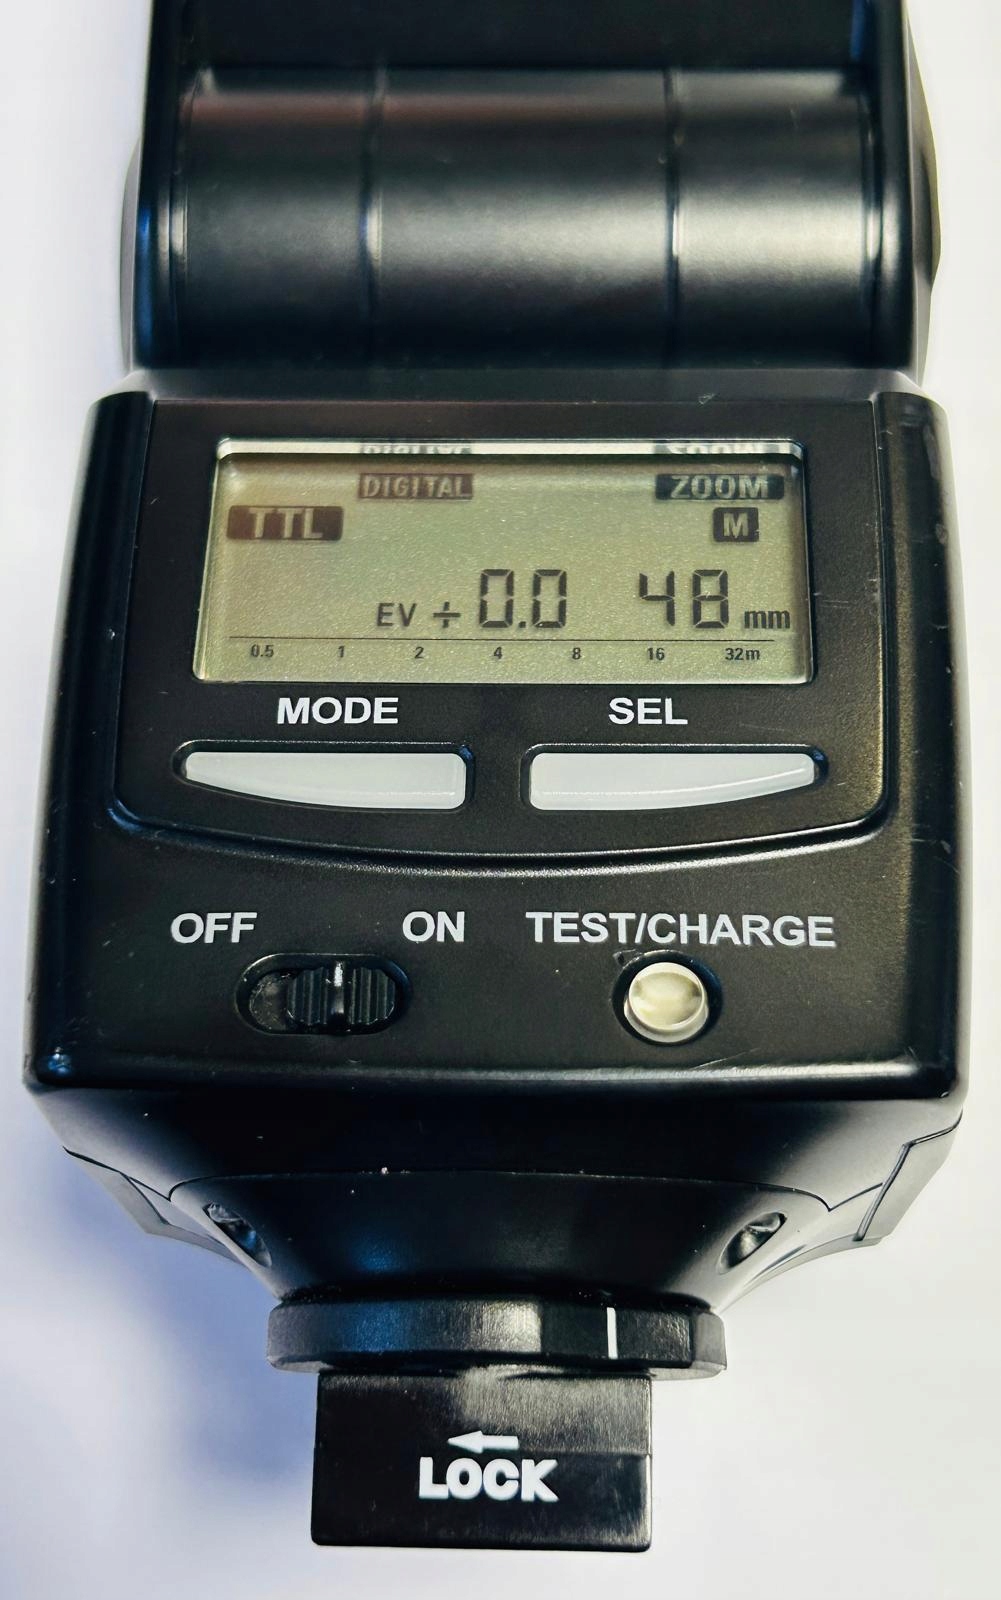 DIGITAL ZOOM
TTL M
EV ÷ 0.0 48 mm
0.5 1 2 4 8 16 32m
MODE SEL
OFF ON TEST/CHARGE
LOCK